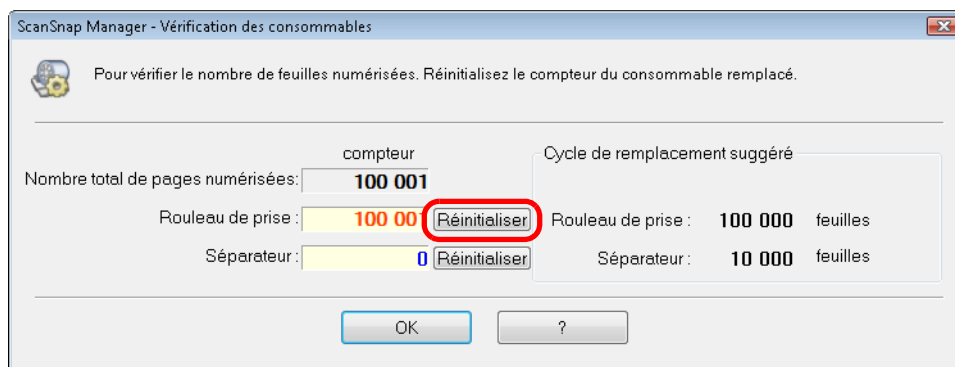 ScanSnap Manager - Vérification des consommables
Pour vérifier le nombre de feuilles numérisées. Réinitialisez le compteur du consommable remplacé.
compteur
Cycle de remplacement suggéré
Nombre total de pages numérisées: 100 001
Rouleau de prise : 100 001 Réinitialiser Rouleau de prise : 100 000 feuilles
Séparateur : 0 Réinitialiser Séparateur : 10 000 feuilles
OK ?